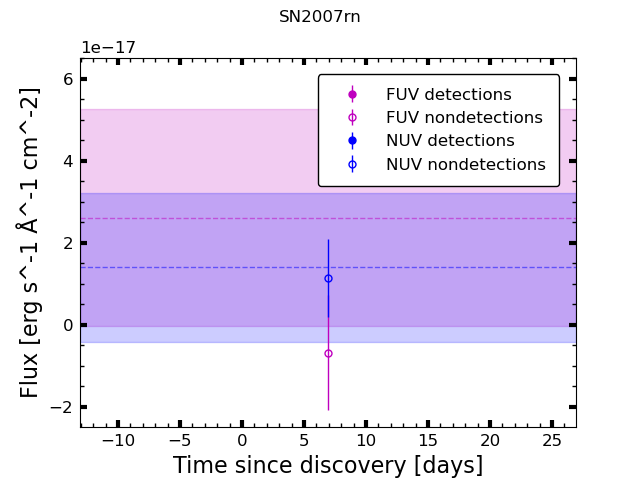 SN2007rn
1e−17
6
4
2
0
−2
FUV detections
FUV nondetections
NUV detections
NUV nondetections
−10 −5 0 5 10 15 20 25
Time since discovery [days]
Flux [erg s^-1 Å^-1 cm^-2]